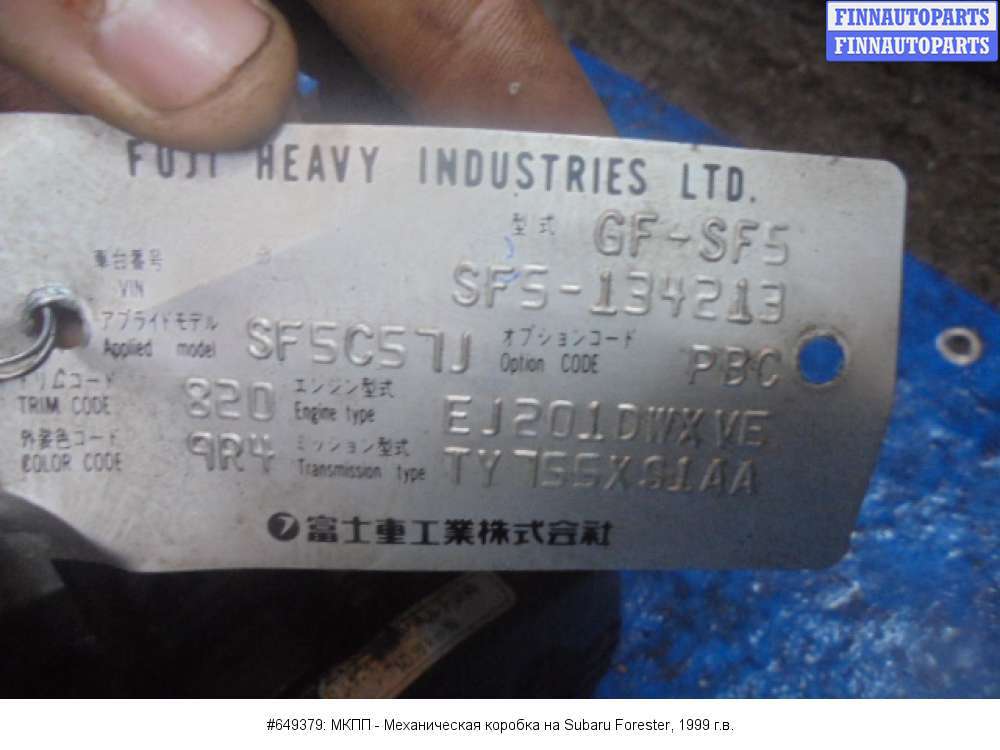 FINNAUTOPARTS
FINNAUTOPARTS
FUJI HEAVY INDUSTRIES LTD.
型式 GF-SF5
車台番号
VIN SF5-134213
アプライドモデル オプションコード
Applied model SF5C57J Option CODE PBC
トリムコード エンジン型式
TRIM CODE 820 Engine type EJ201DWXVE
外装色コード ミッション型式
COLOR CODE 9R4 Transmission type TY755XS1AA
富士重工業株式会社
#649379: МКПП - Механическая коробка на Subaru Forester, 1999 г.в.